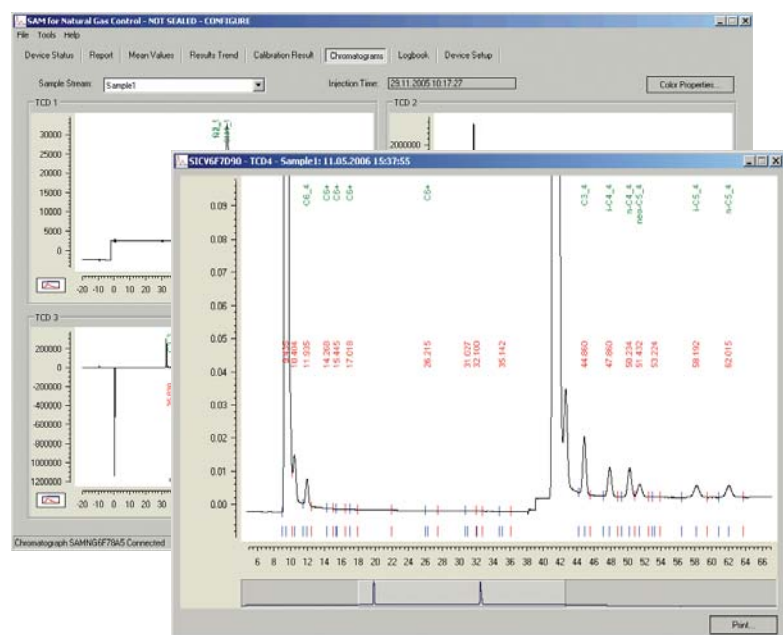 SAM for Natural Gas Control - NOT SEALED - CONFIGURE
File Tools Help
Device Status Report Mean Values Results Trend Calibration Result Chromatograms Logbook Device Setup
Sample Stream: Sample1 Injection Time: 29.11.2005 10:17:27 Color Properties...
TCD 1 TCD 2
30000
25000
20000
15000
10000
5000
0
-20 -10 0 10 20 30
2000000
TCD 3
200000
0
-200000
-400000
-600000
-800000
1000000
1200000
-20 -10 0 10 20 30
Chromatograph SAMNG6F78A5 Connected
SICV6F7D90 - TCD4 - Sample1: 11.05.2006 15:37:55
C6_4 C6+ C6+ C6+ C6+ C3_4 i-C4_4 n-C4_4 neo-C5_4 i-C5_4 n-C5_4
0.09
0.08
0.07
0.06
0.05
0.04
0.03
0.02
0.01
0.00
10.404 11.935 14.268 15.445 17.018 26.215 31.027 32.100 35.142 44.860 47.860 50.234 51.432 53.224 58.192 62.015
6 8 10 12 14 16 18 20 22 24 26 28 30 32 34 36 38 40 42 44 46 48 50 52 54 56 58 60 62 64 66
Print...